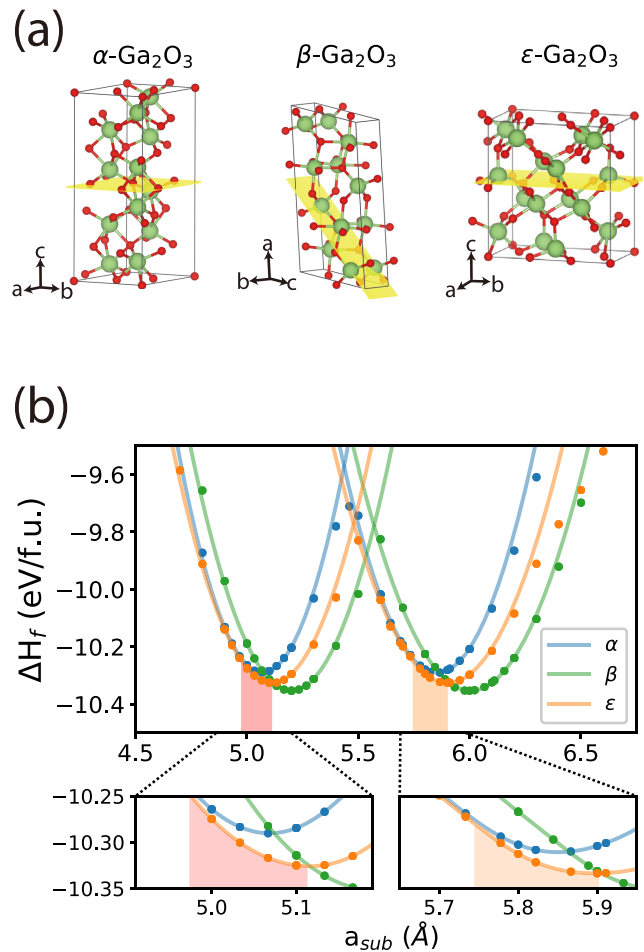 (a)
α-Ga₂O₃ β-Ga₂O₃ ε-Ga₂O₃
c
a b
a
b c
c
a b
(b)
ΔH_f (eV/f.u.)
−9.6
−9.8
−10.0
−10.2
−10.4
α
β
ε
4.5 5.0 5.5 6.0 6.5
−10.25
−10.30
−10.35
5.0 5.1
5.7 5.8 5.9
a_sub (Å)